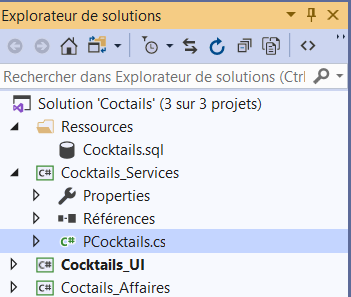 Explorateur de solutions
Rechercher dans Explorateur de solutions (Ctrl
Solution 'Coctails' (3 sur 3 projets)
Ressources
Cocktails.sql
C# Cocktails_Services
Properties
Références
C# PCocktails.cs
C# Cocktails_UI
C# Coctails_Affaires